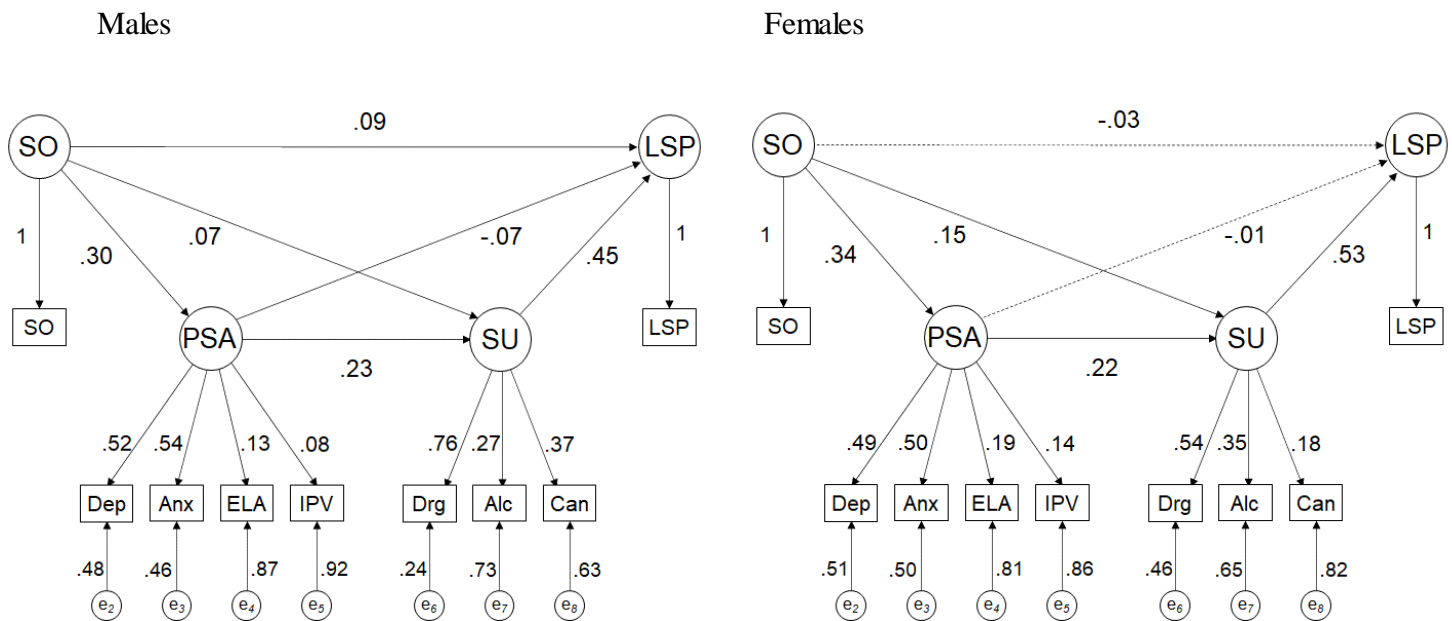 Males Females
.09 -.03
SO LSP SO LSP
1 .30 .07 -.07 .45 1 1 .34 .15 -.01 .53 1
SO PSA SU LSP SO PSA SU LSP
.23 .22
.52 .54 .13 .08 .76 .27 .37 .49 .50 .19 .14 .54 .35 .18
Dep Anx ELA IPV Drg Alc Can Dep Anx ELA IPV Drg Alc Can
.48 .46 .87 .92 .24 .73 .63 .51 .50 .81 .86 .46 .65 .82
e2 e3 e4 e5 e6 e7 e8 e2 e3 e4 e5 e6 e7 e8